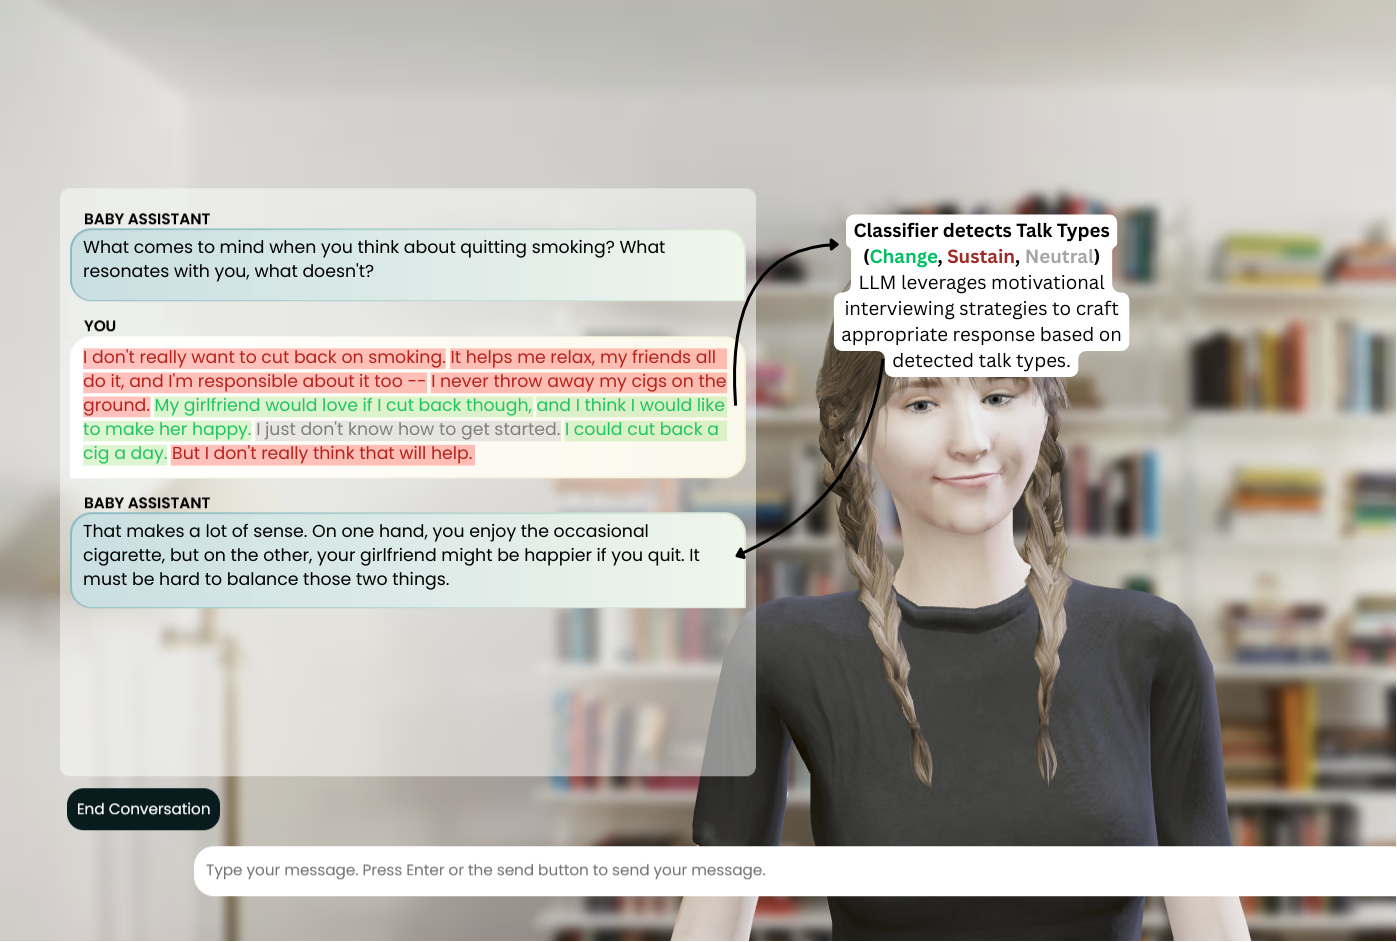 BABY ASSISTANT
What comes to mind when you think about quitting smoking? What
resonates with you, what doesn't?
YOU
I don't really want to cut back on smoking. It helps me relax, my friends all
do it, and I'm responsible about it too -- I never throw away my cigs on the
ground. My girlfriend would love if I cut back though, and I think I would like
to make her happy. I just don't know how to get started. I could cut back a
cig a day. But I don't really think that will help.
BABY ASSISTANT
That makes a lot of sense. On one hand, you enjoy the occasional
cigarette, but on the other, your girlfriend might be happier if you quit. It
must be hard to balance those two things.
Classifier detects Talk Types
(Change, Sustain, Neutral)
LLM leverages motivational
interviewing strategies to craft
appropriate response based on
detected talk types.
End Conversation
Type your message. Press Enter or the send button to send your message.